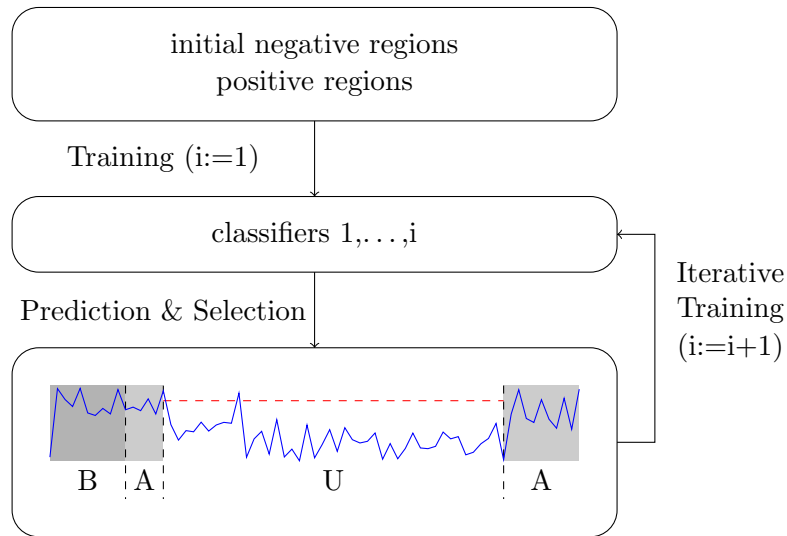 initial negative regions
positive regions
Training (i:=1)
classifiers 1,...,i
Prediction & Selection
Iterative
Training
(i:=i+1)
B A U A